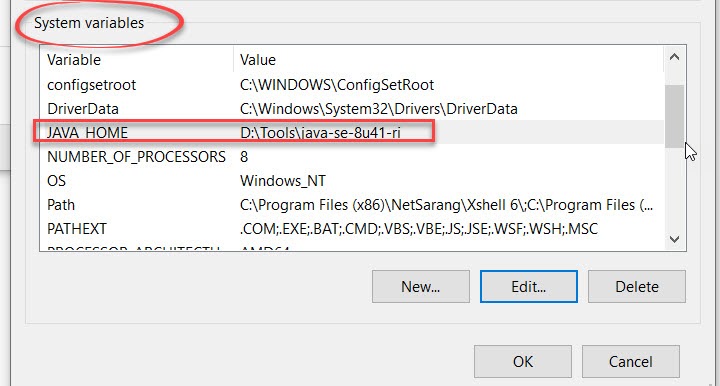 System variables
Variable Value
configsetroot C:\WINDOWS\ConfigSetRoot
DriverData C:\Windows\System32\Drivers\DriverData
JAVA_HOME D:\Tools\java-se-8u41-ri
NUMBER_OF_PROCESSORS 8
OS Windows_NT
Path C:\Program Files (x86)\NetSarang\Xshell 6\;C:\Program Files (...
PATHEXT .COM;.EXE;.BAT;.CMD;.VBS;.VBE;.JS;.JSE;.WSF;.WSH;.MSC
PROCESSOR_ARCHITECTU AMD64
New... Edit... Delete
OK Cancel